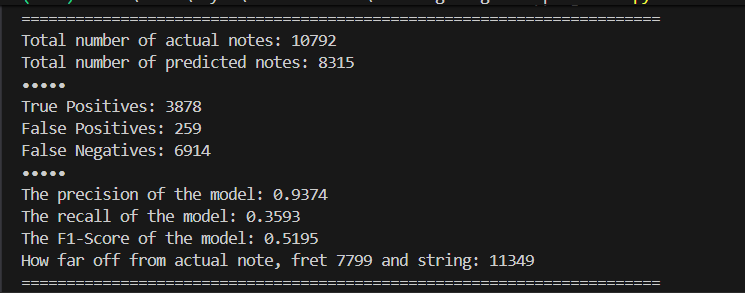 ======================================================================
Total number of actual notes: 10792
Total number of predicted notes: 8315
•••••
True Positives: 3878
False Positives: 259
False Negatives: 6914
•••••
The precision of the model: 0.9374
The recall of the model: 0.3593
The F1-Score of the model: 0.5195
How far off from actual note, fret 7799 and string: 11349
======================================================================